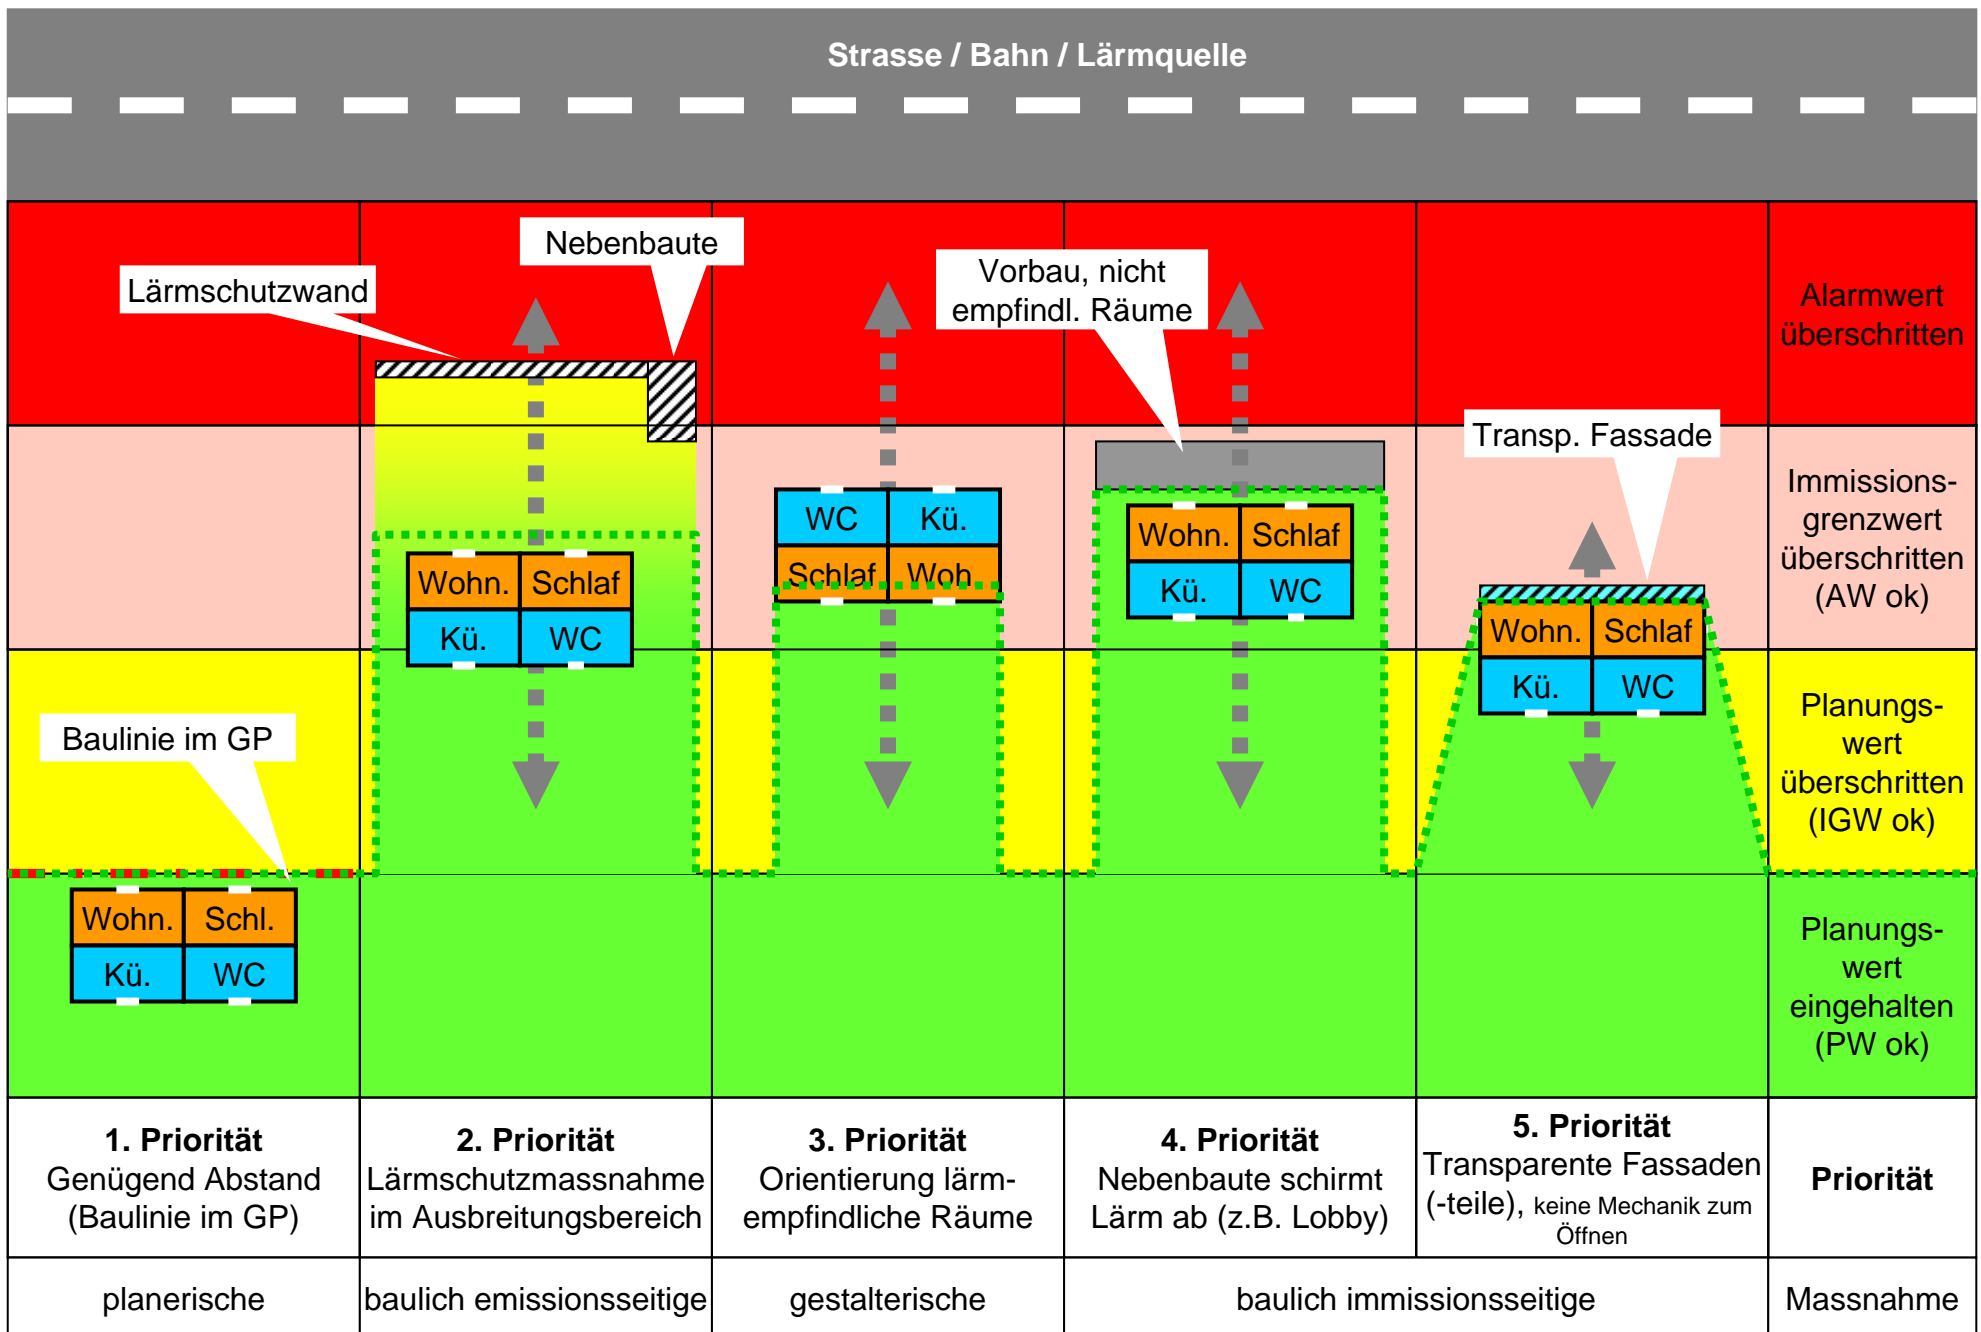 Strasse / Bahn / Lärmquelle
Nebenbaute
Lärmschutzwand
Vorbau, nicht
empfindl. Räume
Alarmwert
überschritten
Transp. Fassade
Immissions-
grenzwert
überschritten
(AW ok)
WC Kü.
Schlaf Woh
Wohn. Schlaf
Kü. WC
Wohn. Schlaf
Kü. WC
Wohn. Schlaf
Kü. WC
Baulinie im GP
Planungs-
wert
überschritten
(IGW ok)
Wohn. Schl.
Kü. WC
Planungs-
wert
eingehalten
(PW ok)
1. Priorität
Genügend Abstand
(Baulinie im GP)
2. Priorität
Lärmschutzmassnahme
im Ausbreitungsbereich
3. Priorität
Orientierung lärm-
empfindliche Räume
4. Priorität
Nebenbaute schirmt
Lärm ab (z.B. Lobby)
5. Priorität
Transparente Fassaden
(-teile), keine Mechanik zum
Öffnen
Priorität
planerische
baulich emissionsseitige
gestalterische
baulich immissionsseitige
Massnahme